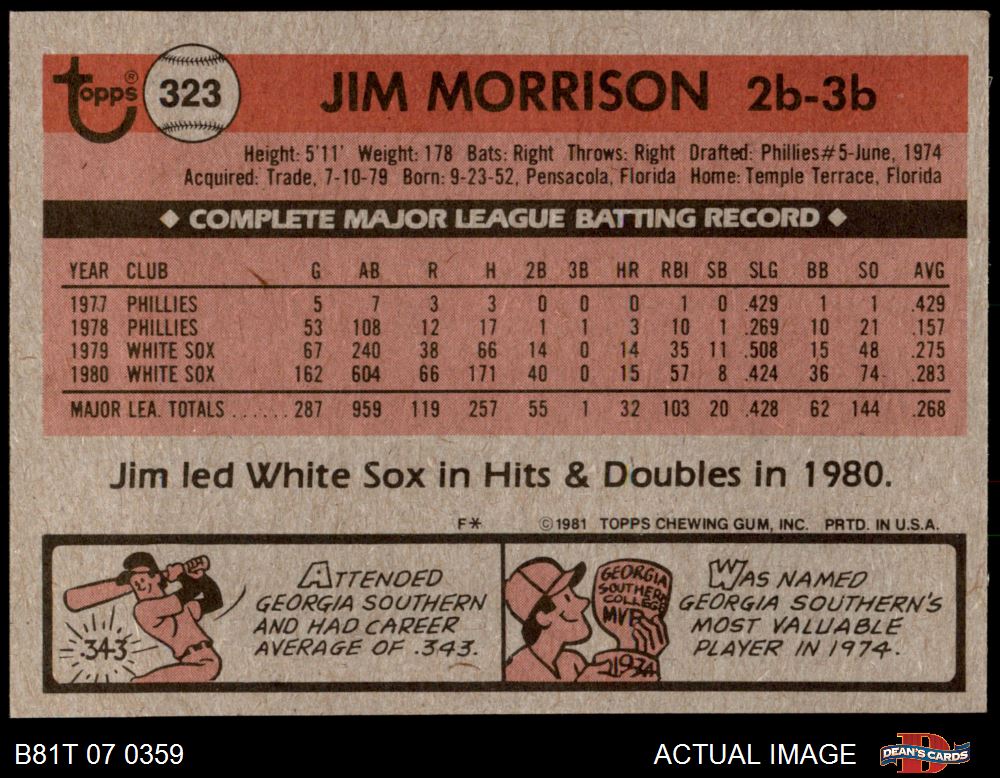 Topps® 323 JIM MORRISON 2b-3b
Height: 5'11' Weight: 178 Bats: Right Throws: Right Drafted: Phillies#5-June, 1974
Acquired: Trade, 7-10-79 Born: 9-23-52, Pensacola, Florida Home: Temple Terrace, Florida
◆ COMPLETE MAJOR LEAGUE BATTING RECORD ◆
YEAR CLUB G AB R H 2B 3B HR RBI SB SLG BB SO AVG
1977 PHILLIES 5 7 3 3 0 0 0 1 0 .429 1 1 .429
1978 PHILLIES 53 108 12 17 1 1 3 10 1 .269 10 21 .157
1979 WHITE SOX 67 240 38 66 14 0 14 35 11 .508 15 48 .275
1980 WHITE SOX 162 604 66 171 40 0 15 57 8 .424 36 74 .283
MAJOR LEA. TOTALS ...... 287 959 119 257 55 1 32 103 20 .428 62 144 .268
Jim led White Sox in Hits & Doubles in 1980.
F* ©1981 TOPPS CHEWING GUM, INC. PRTD. IN U.S.A.
.343
ATTENDED
GEORGIA SOUTHERN
AND HAD CAREER
AVERAGE OF .343.
GEORGIA
SOUTHERN
COLLEGE
MVP
1974
WAS NAMED
GEORGIA SOUTHERN'S
MOST VALUABLE
PLAYER IN 1974.
B81T 07 0359 ACTUAL IMAGE DEAN'S CARDS